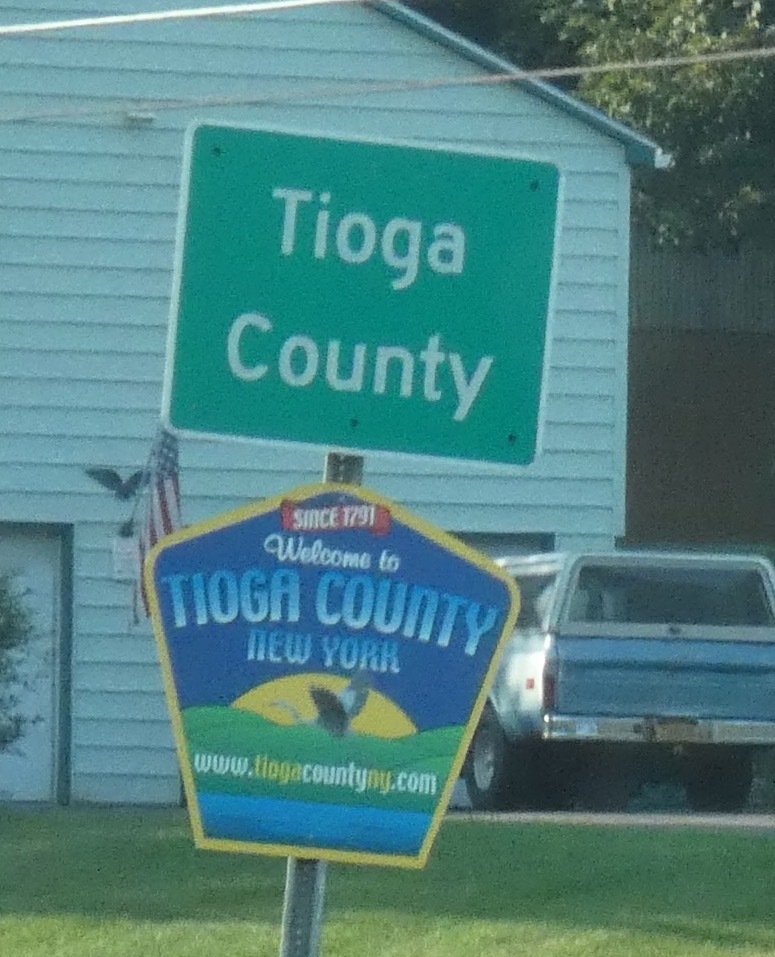 Tioga
County
SINCE 1791
Welcome to
TIOGA COUNTY
NEW YORK
www.tiogacountyny.com